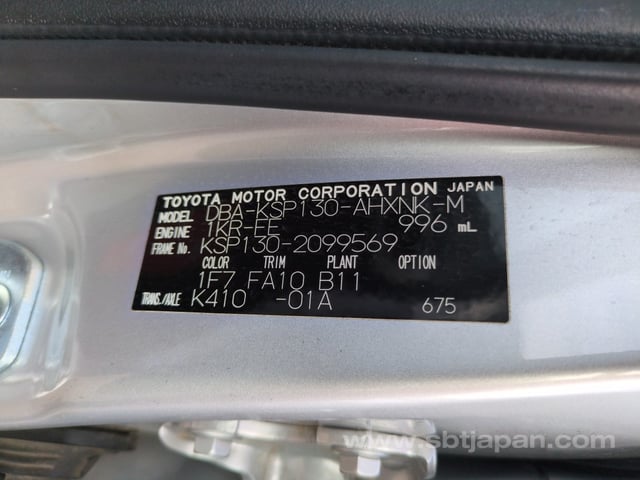 TOYOTA MOTOR CORPORATION JAPAN
MODEL DBA-KSP130-AHXNK-M
ENGINE 1KR-FE 996 mL
FRAME No. KSP130-2099569
COLOR TRIM PLANT OPTION
1F7 FA10 B11
TRANS./AXLE K410 -01A 675
www.sbtjapan.com